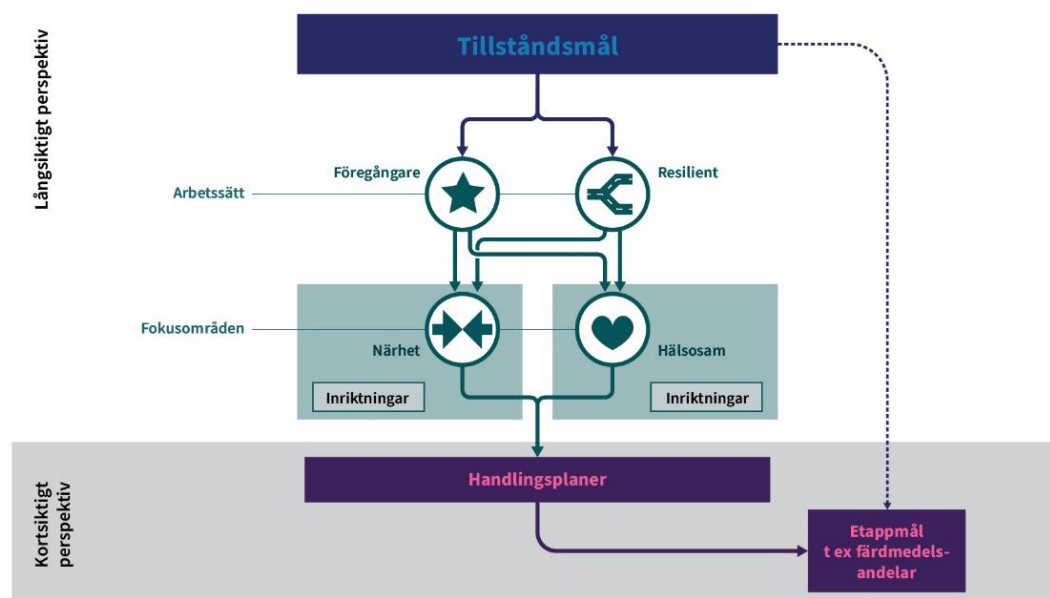 Långsiktigt perspektiv
Tillståndsmål
Föregångare
Resilient
Arbetssätt
Fokusområden
Närhet
Hälsosam
Inriktningar
Inriktningar
Kortsiktigt
perspektiv
Handlingsplaner
Etappmål
t ex färdmedels-
andelar